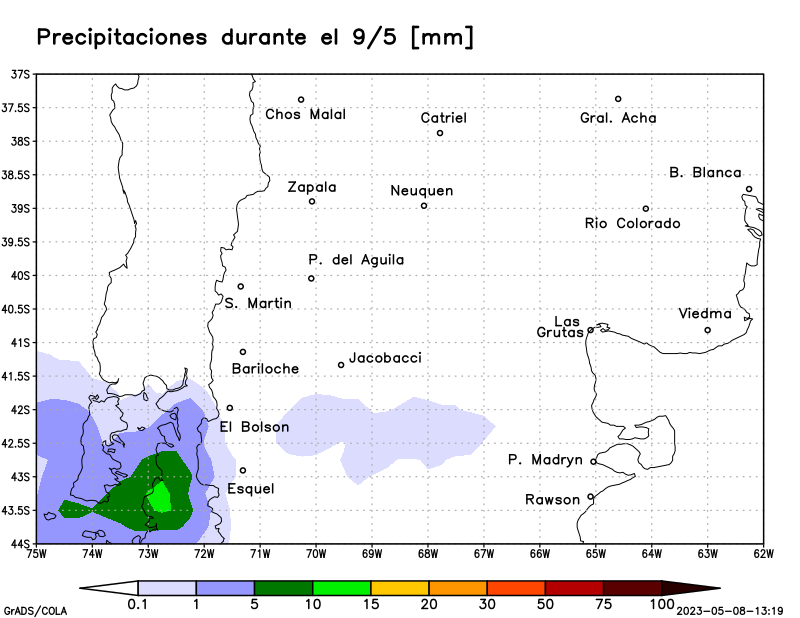 Precipitaciones durante el 9/5 [mm]
37S
37.5S
38S
38.5S
39S
39.5S
40S
40.5S
41S
41.5S
42S
42.5S
43S
43.5S
44S
Chos Malal
Catriel
Gral. Acha
B. Blanca
Zapala
Neuquen
Rio Colorado
P. del Aguila
S. Martin
Viedma
Las
Grutas
Jacobacci
Bariloche
El Bolson
P. Madryn
Esquel
Rawson
75W 74W 73W 72W 71W 70W 69W 68W 67W 66W 65W 64W 63W 62W
0.1 1 5 10 15 20 30 50 75 100
GrADS/COLA
2023-05-08-13:19